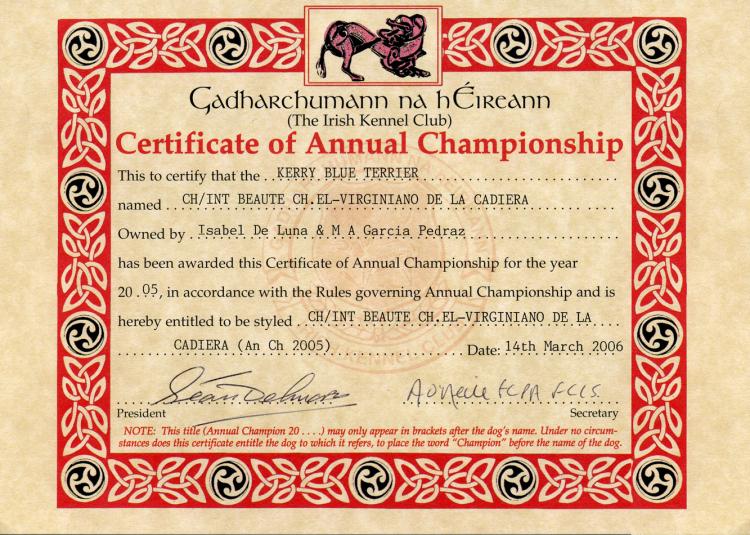 Gadharchumann na hÉireann
(The Irish Kennel Club)
Certificate of Annual Championship
This to certify that the .. KERRY BLUE TERRIER
named .... CH/INT BEAUTE CH.EL-VIRGINIANO DE LA CADIERA
Owned by . Isabel De Luna & M A Garcia Pedraz
has been awarded this Certificate of Annual Championship for the year
20 .05, in accordance with the Rules governing Annual Championship and is
hereby entitled to be styled .. CH/INT BEAUTE CH.EL-VIRGINIANO DE LA
CADIERA (An Ch 2005) Date: 14th March 2006
President Secretary
NOTE: This title (Annual Champion 20 . . . .) may only appear in brackets after the dog's name. Under no circum-
stances does this certificate entitle the dog to which it refers, to place the word "Champion" before the name of the dog.